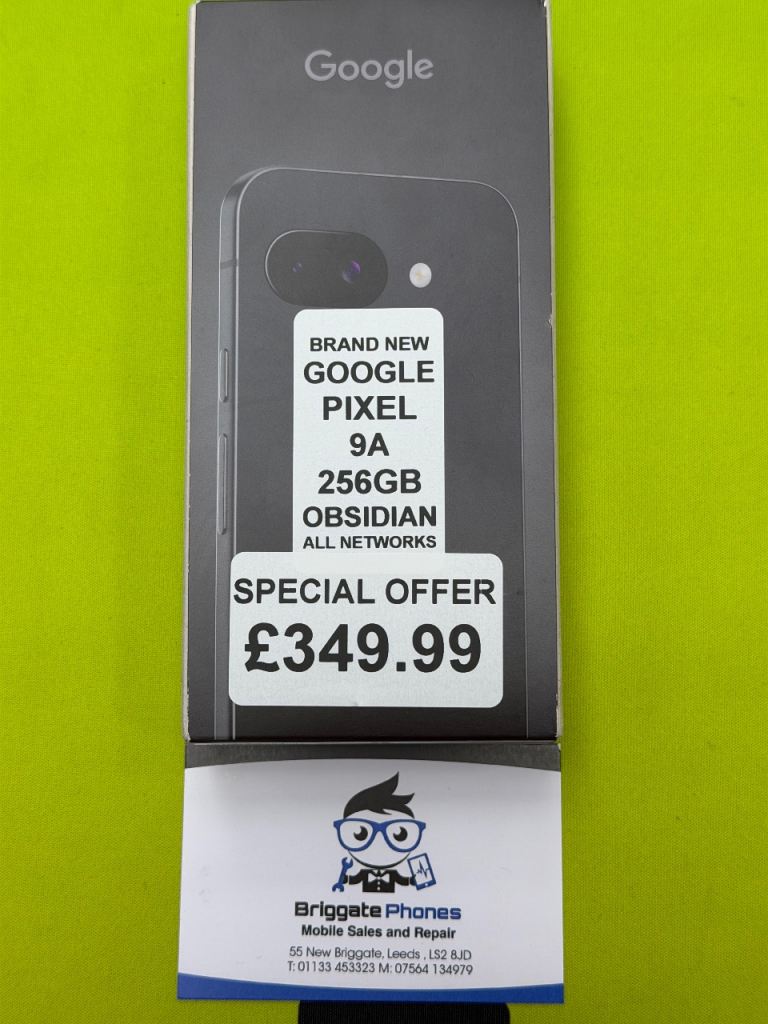 Google
BRAND NEW
GOOGLE
PIXEL
9A
256GB
OBSIDIAN
ALL NETWORKS
SPECIAL OFFER
£349.99
Briggate Phones
Mobile Sales and Repair
55 New Briggate, Leeds , LS2 8JD
T: 01133 453323 M: 07564 134979